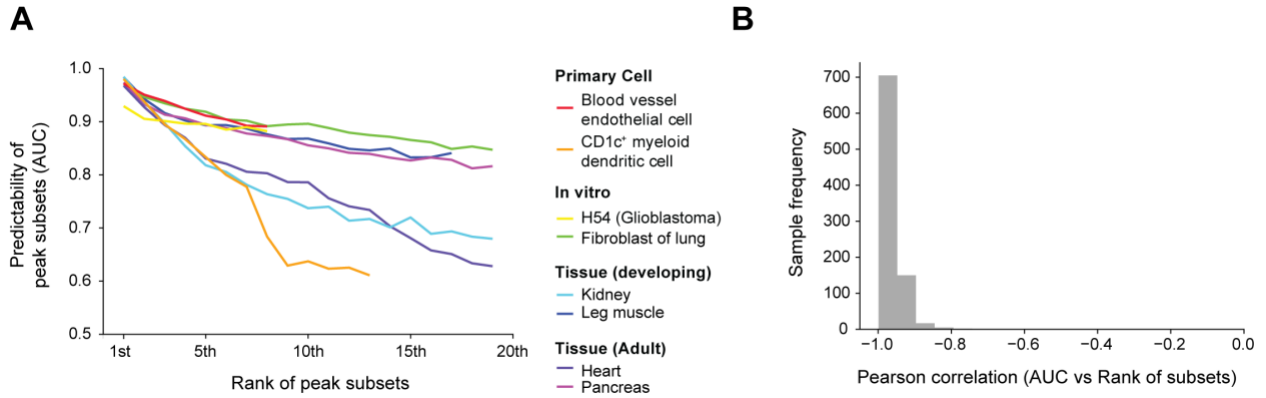 A
Predictability of
peak subsets (AUC)
1.0
0.9
0.8
0.7
0.6
0.5
1st
5th
10th
15th
20th
Rank of peak subsets
Primary Cell
Blood vessel
endothelial cell
CD1c⁺ myeloid
dendritic cell
In vitro
H54 (Glioblastoma)
Fibroblast of lung
Tissue (developing)
Kidney
Leg muscle
Tissue (Adult)
Heart
Pancreas
B
Sample frequency
700
600
500
400
300
200
100
0
−1.0
−0.8
−0.6
−0.4
−0.2
0.0
Pearson correlation (AUC vs Rank of subsets)